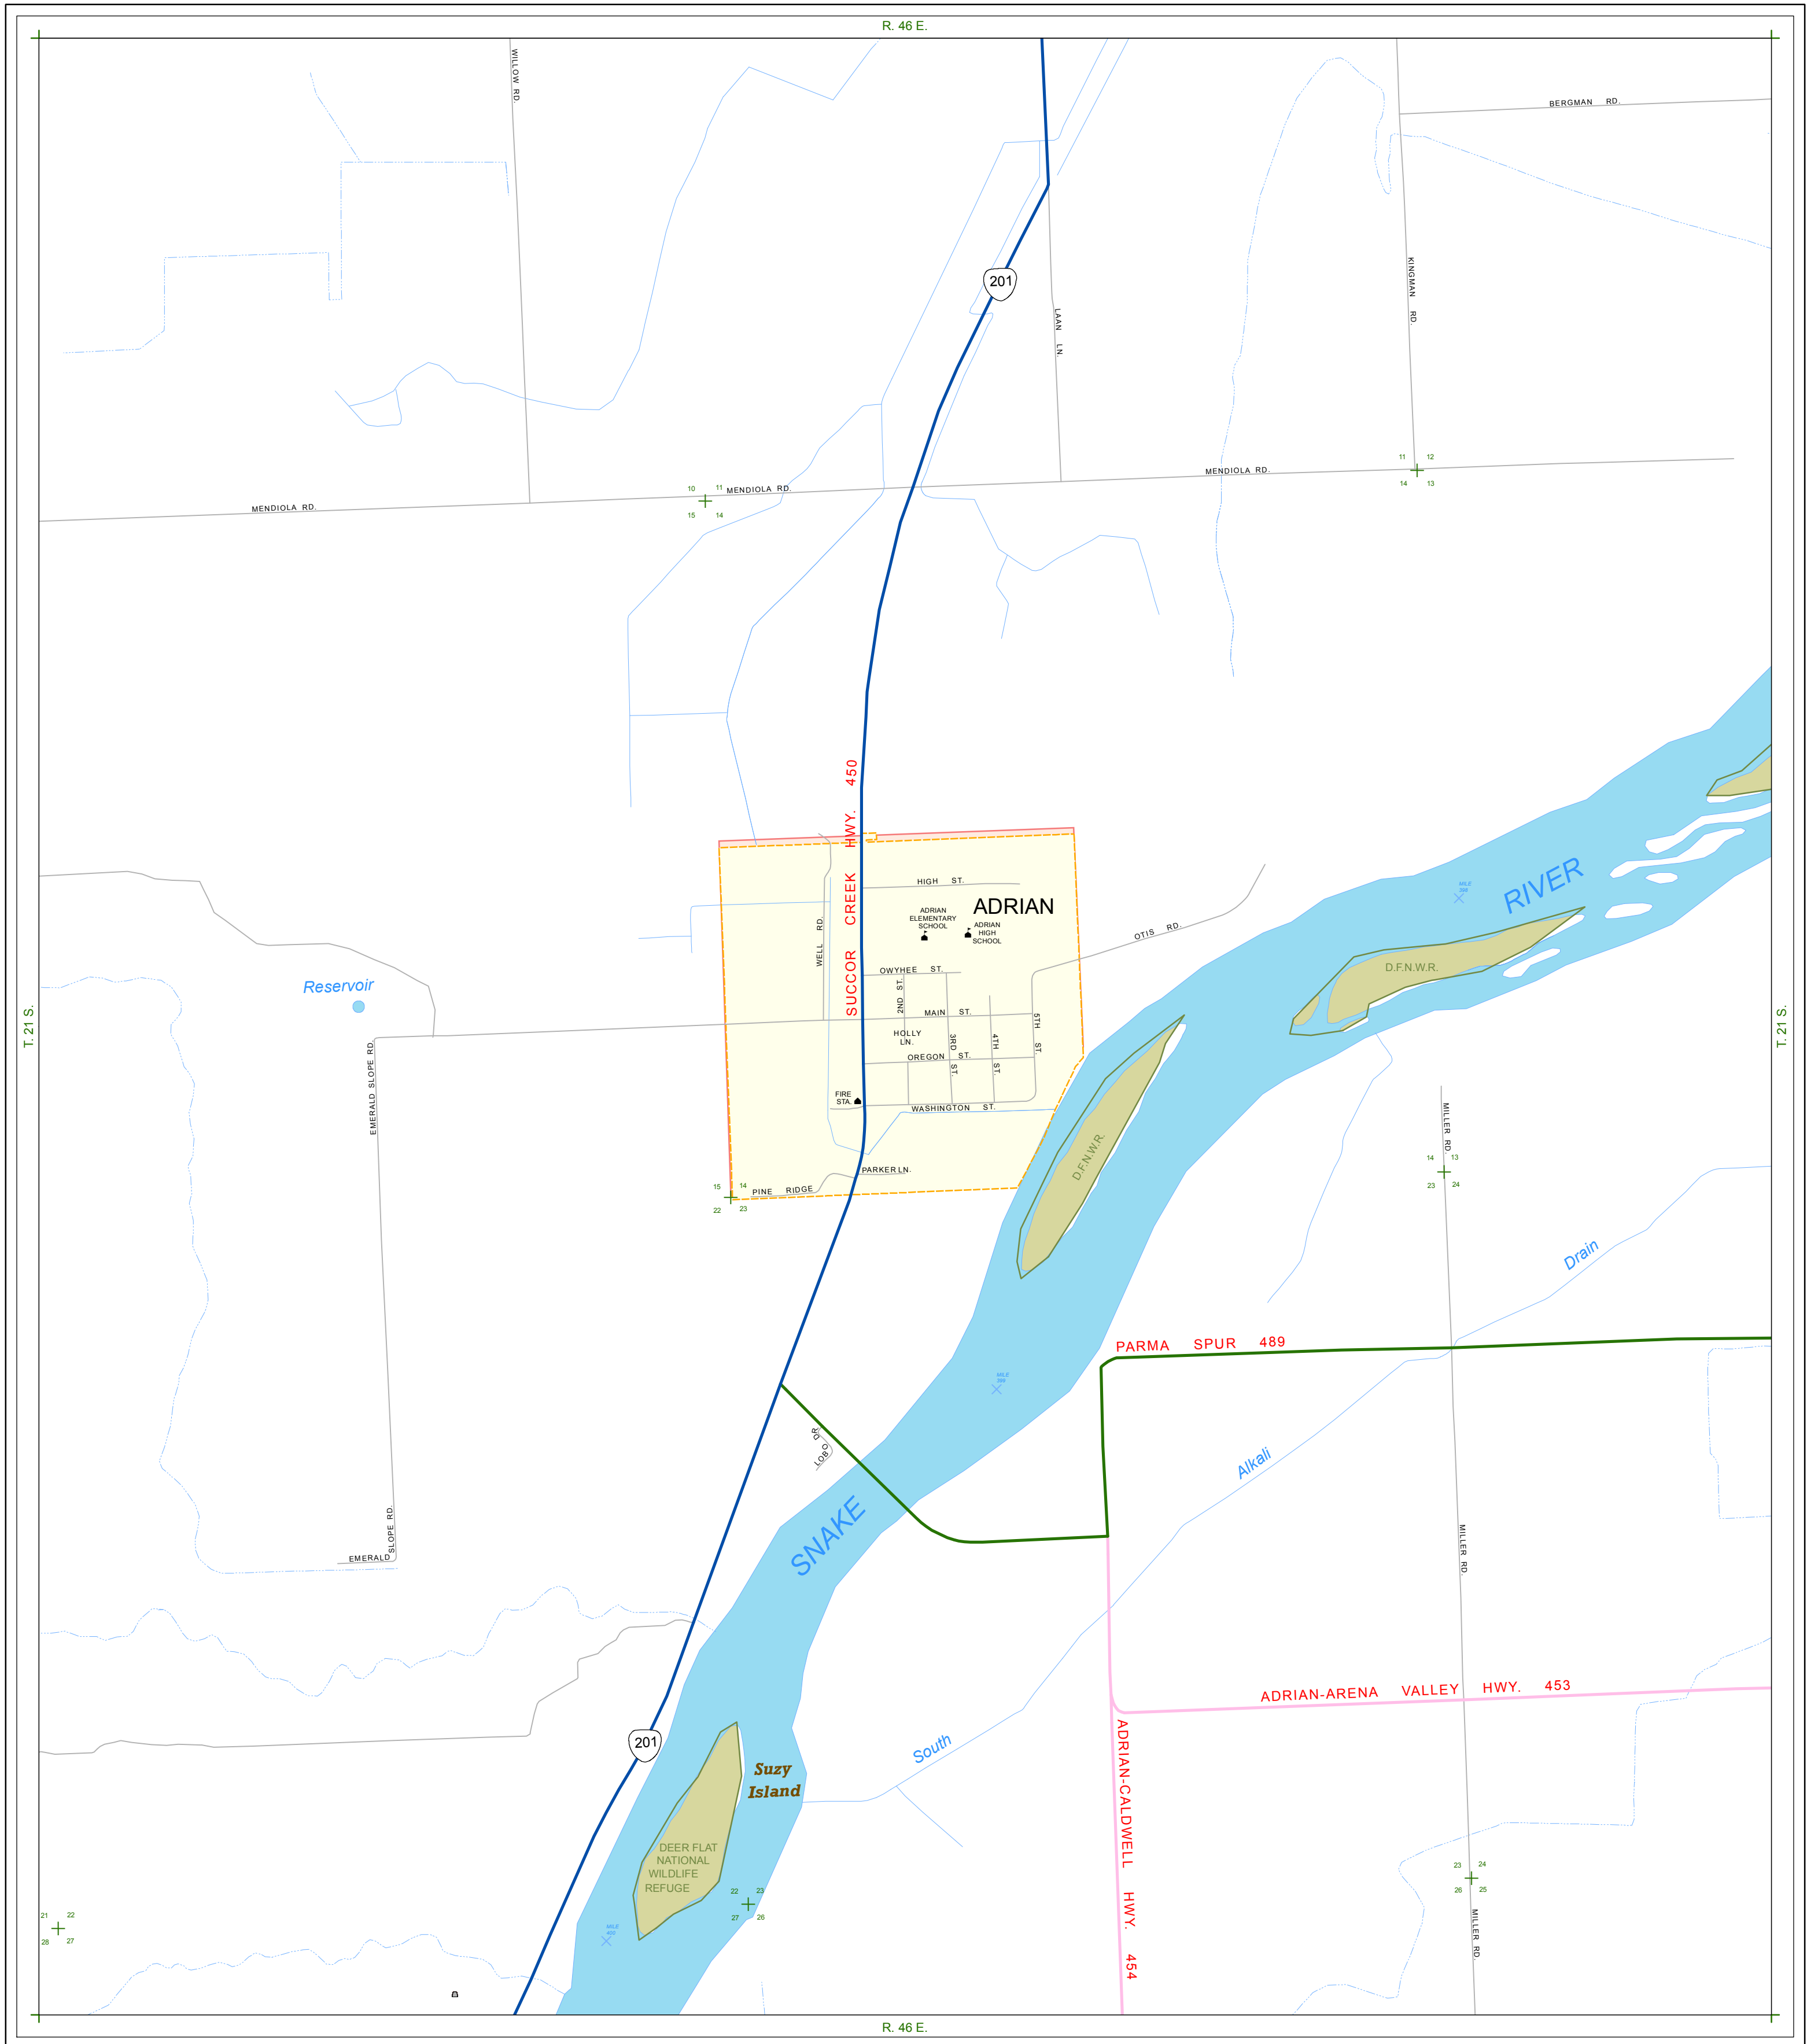 R. 46 E.
WILLOW RD.
BERGMAN RD.
201
KINGMAN RD.
LAAN LN.
MENDIOLA RD.
11 12
14 13
10 11
15 14
MENDIOLA RD.
MENDIOLA RD.
SUCCOR CREEK HWY. 450
HIGH ST.
ADRIAN
ADRIAN
ELEMENTARY
SCHOOL
ADRIAN
HIGH
SCHOOL
WELL RD.
OTIS RD.
RIVER
MILE
D.F.N.W.R.
OWYHEE ST.
2ND ST.
MAIN ST.
HOLLY
LN.
3RD ST.
4TH ST.
5TH ST.
OREGON ST.
Reservoir
T. 21 S.
T. 21 S.
EMERALD SLOPE RD.
FIRE
STA.
WASHINGTON ST.
D.F.N.W.R.
MILLER RD.
PARKER LN.
PINE RIDGE
15 14
22 23
14 13
23 24
Drain
PARMA SPUR 489
MILE
LOBO DR
Alkali
SNAKE
EMERALD SLOPE RD.
MILLER RD.
ADRIAN-ARENA VALLEY HWY. 453
201
South
Suzy
Island
ADRIAN-CALDWELL HWY. 454
DEER FLAT
NATIONAL
WILDLIFE
REFUGE
22 23
27 26
23 24
26 25
21 22
28 27
MILE
400
MILLER RD.
R. 46 E.